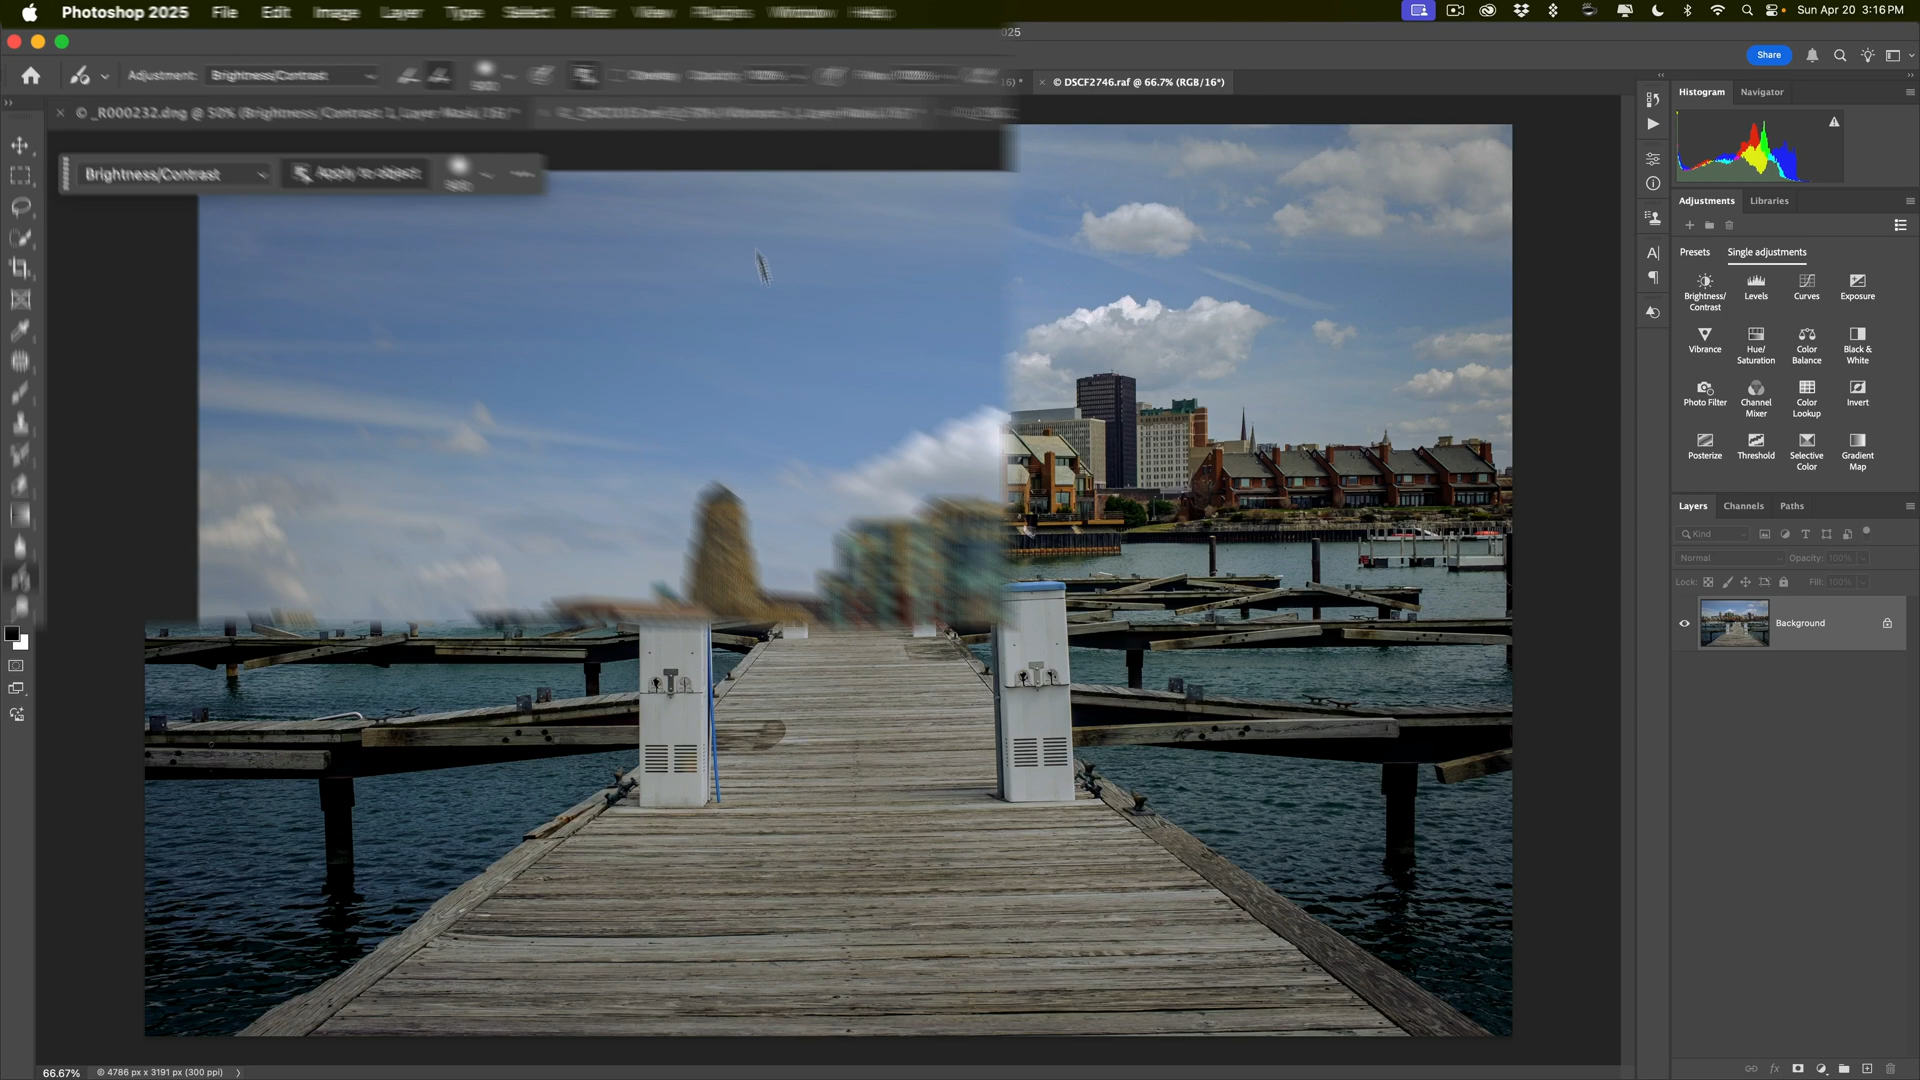 Photoshop 2025 File Edit Image Layer Type Select Filter View Plugins Window Help
Sun Apr 20 3:16 PM
025
Share
Adjustment: Brightness/Contrast
© _R000232.dng @ 50% (Brightness/Contrast 1, Layer Mask/16)*
16) *
© DSCF2746.raf @ 66.7% (RGB/16*)
Histogram Navigator
Brightness/Contrast
Apply to object
Adjustments Libraries
Presets Single adjustments
Brightness/
Contrast
Levels
Curves
Exposure
Vibrance
Hue/
Saturation
Color
Balance
Black &
White
Photo Filter
Channel
Mixer
Color
Lookup
Invert
Posterize
Threshold
Selective
Color
Gradient
Map
Layers Channels Paths
Kind
Normal Opacity: 100%
Lock: Fill: 100%
Background
66.67% © 4786 px x 3191 px (300 ppi)